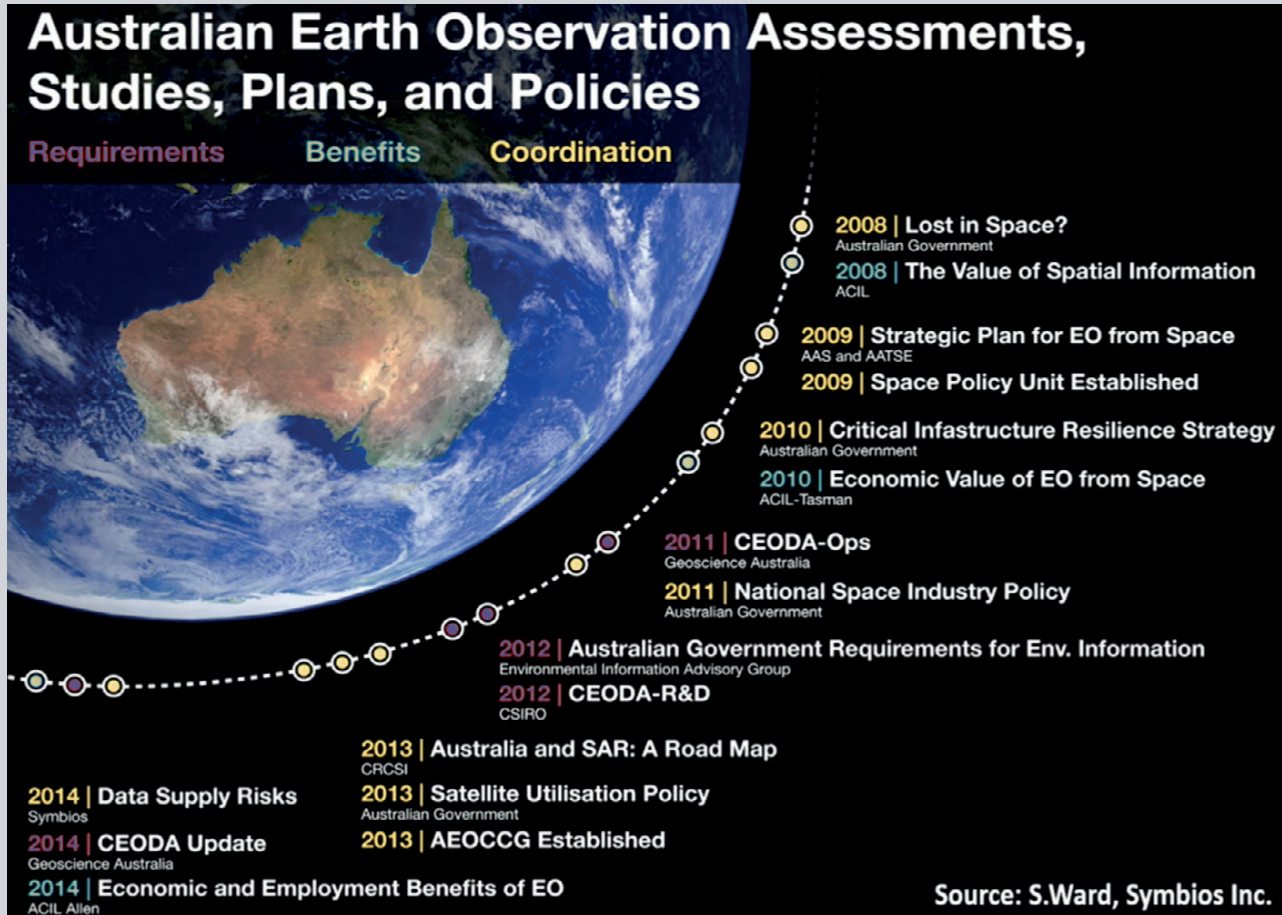 Australian Earth Observation Assessments,
Studies, Plans, and Policies
Requirements Benefits Coordination
2008 | Lost in Space?
Australian Government
2008 | The Value of Spatial Information
ACIL
2009 | Strategic Plan for EO from Space
AAS and AATSE
2009 | Space Policy Unit Established
2010 | Critical Infastructure Resilience Strategy
Australian Government
2010 | Economic Value of EO from Space
ACIL-Tasman
2011 | CEODA-Ops
Geoscience Australia
2011 | National Space Industry Policy
Australian Government
2012 | Australian Government Requirements for Env. Information
Environmental Information Advisory Group
2012 | CEODA-R&D
CSIRO
2013 | Australia and SAR: A Road Map
CRCSI
2013 | Satellite Utilisation Policy
Australian Government
2013 | AEOCCG Established
2014 | Data Supply Risks
Symbios
2014 | CEODA Update
Geoscience Australia
2014 | Economic and Employment Benefits of EO
ACIL Allen
Source: S.Ward, Symbios Inc.